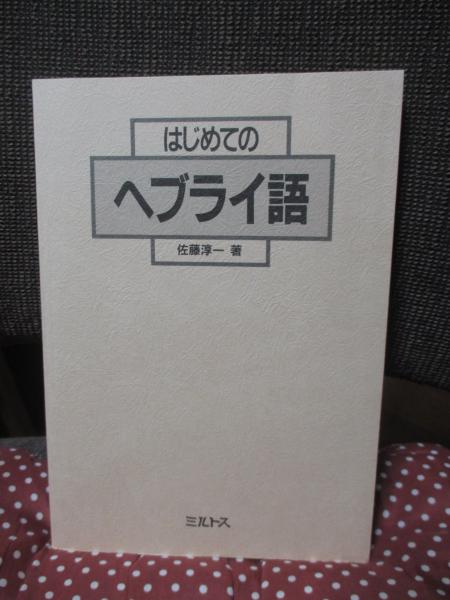 はじめての
ヘブライ語
佐藤淳一 著
ミルトス